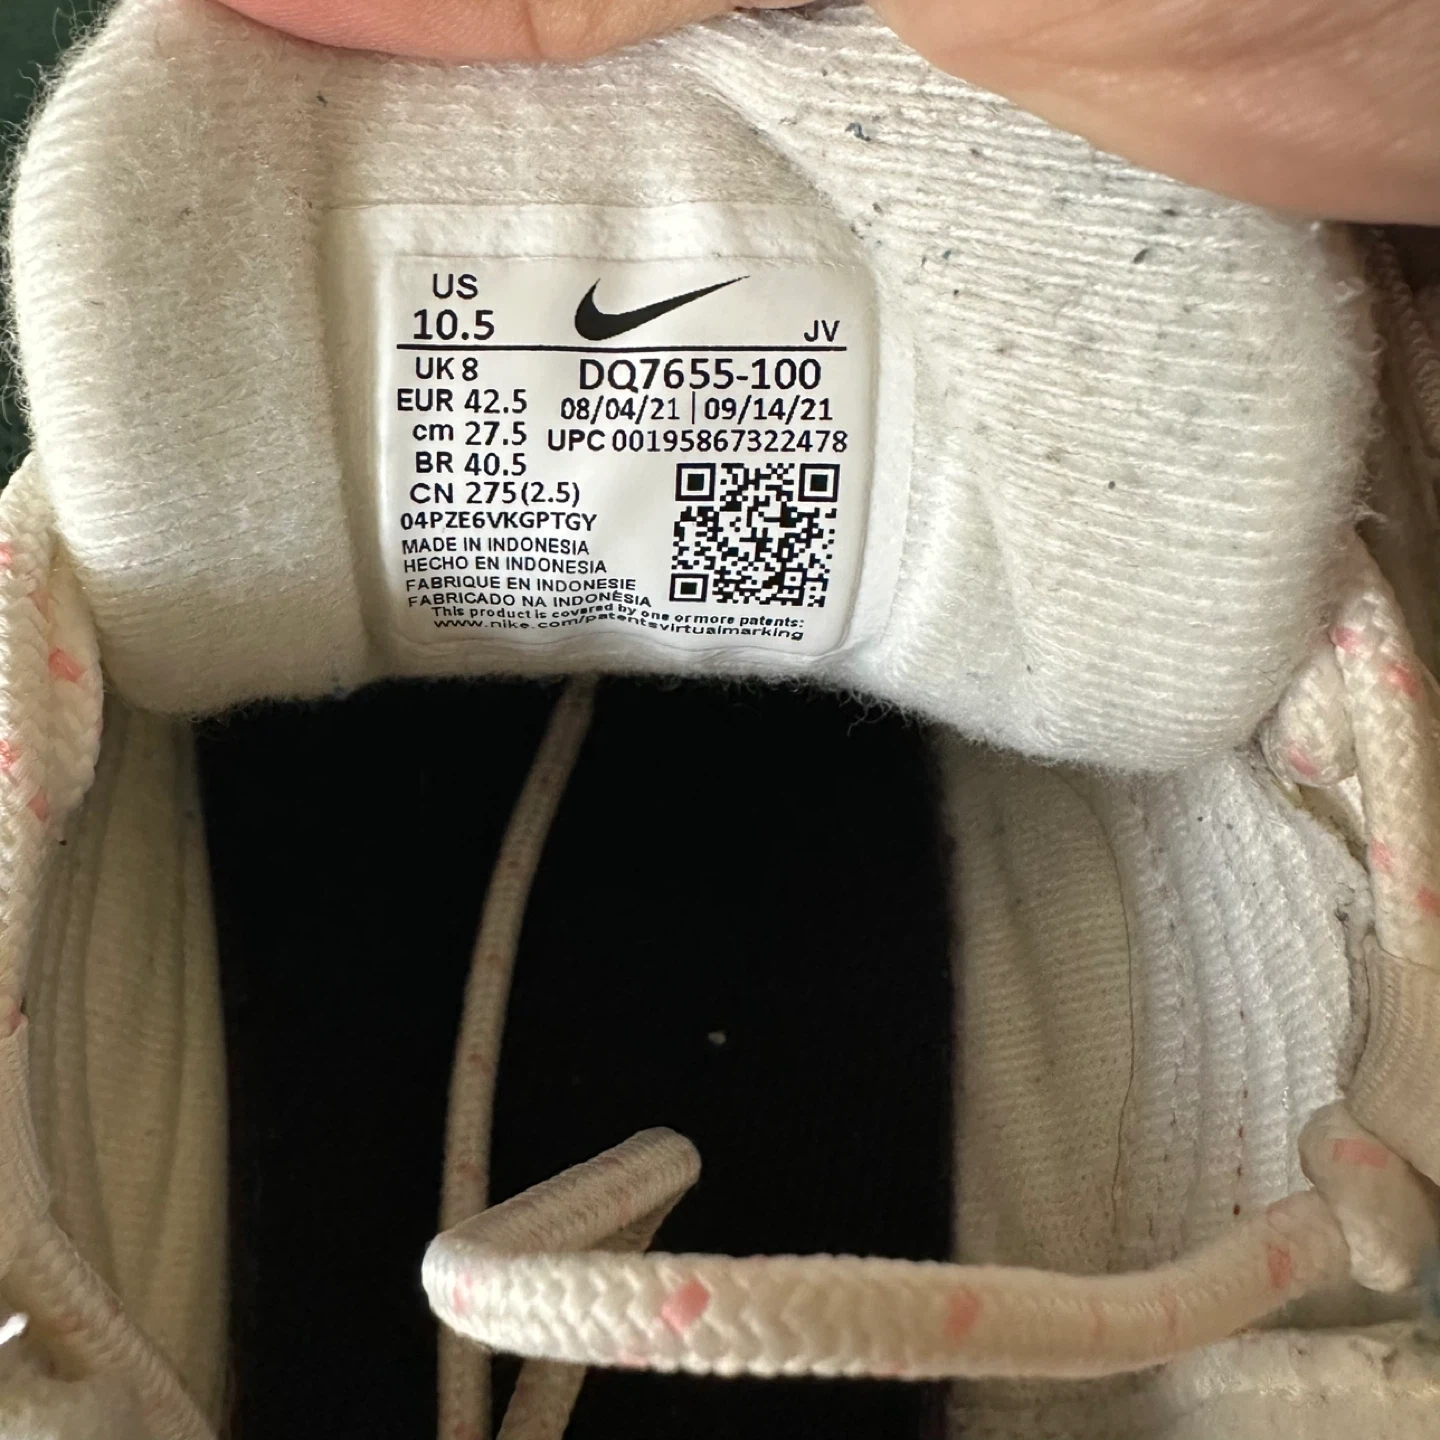 US
10.5
JV
UK 8
DQ7655-100
EUR 42.5
08/04/21 | 09/14/21
cm 27.5
UPC 00195867322478
BR 40.5
CN 275(2.5)
04PZE6VKGPTGY
MADE IN INDONESIA
HECHO EN INDONESIA
FABRIQUE EN INDONESIE
FABRICADO NA INDONÉSIA
This product is covered by one or more patents:
www.nike.com/patentsvirtualmarking